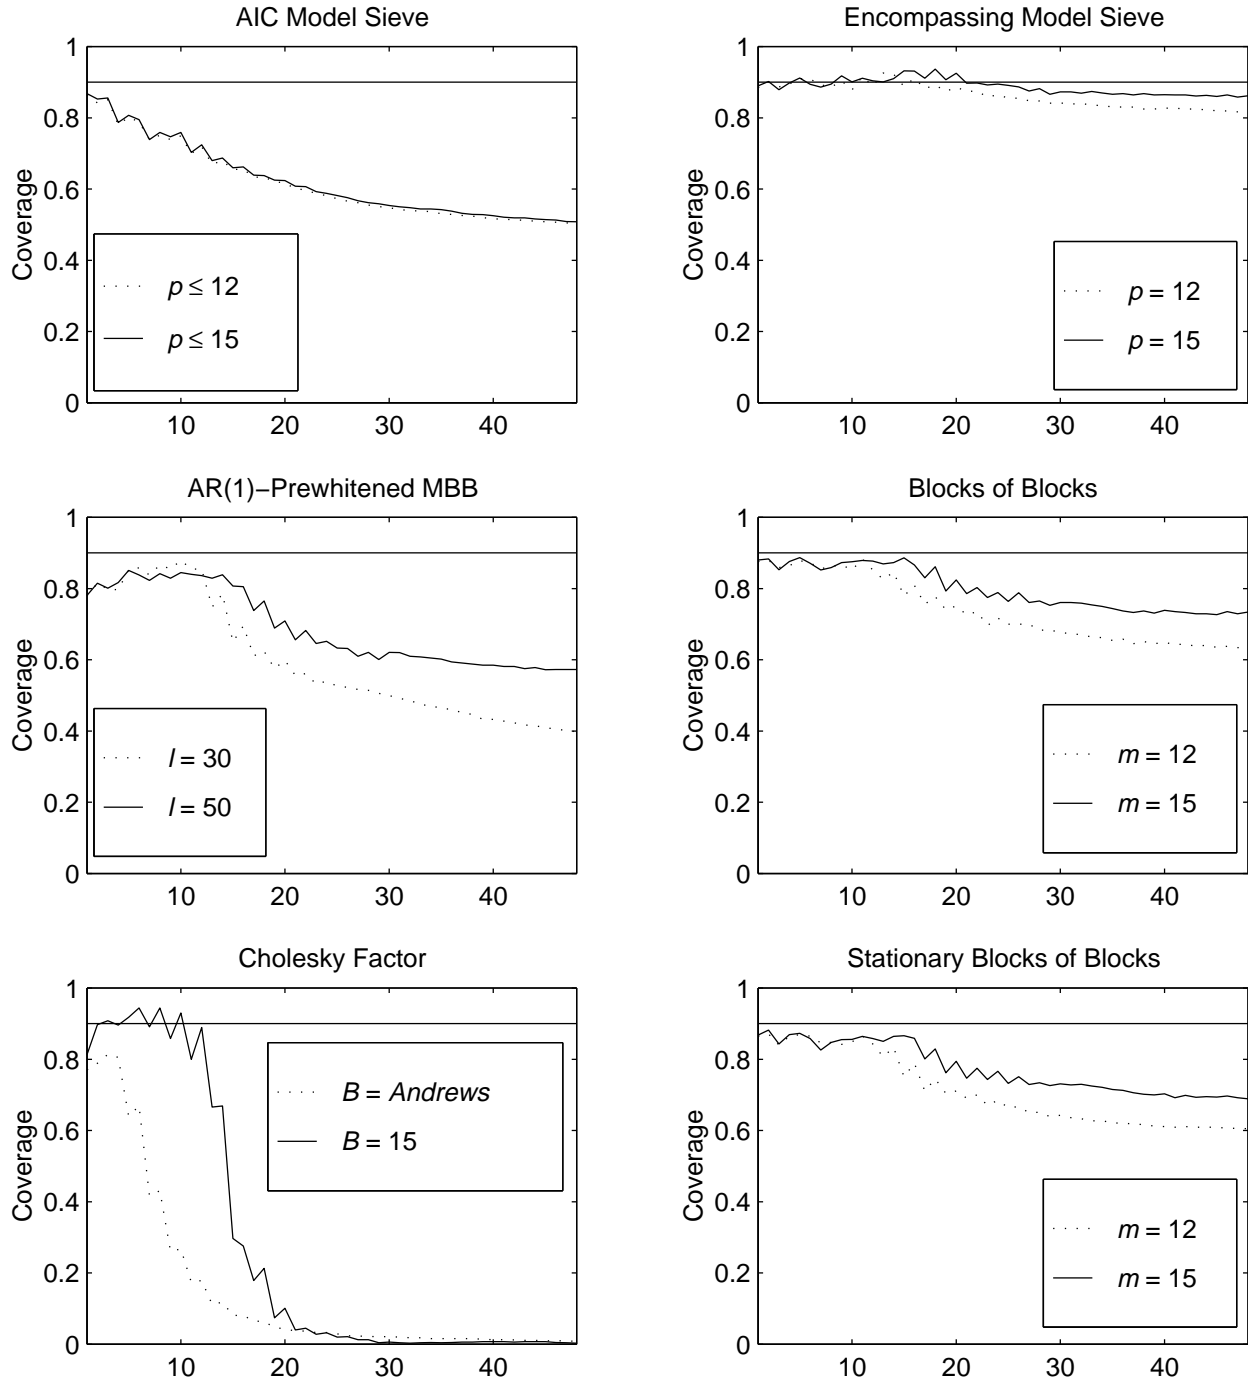 AIC Model Sieve
1
0.8
0.6
0.4
0.2
0
Coverage
p ≤ 12
p ≤ 15
10 20 30 40
Encompassing Model Sieve
1
0.8
0.6
0.4
0.2
0
Coverage
p = 12
p = 15
10 20 30 40
AR(1)−Prewhitened MBB
1
0.8
0.6
0.4
0.2
0
Coverage
l = 30
l = 50
10 20 30 40
Blocks of Blocks
1
0.8
0.6
0.4
0.2
0
Coverage
m = 12
m = 15
10 20 30 40
Cholesky Factor
1
0.8
0.6
0.4
0.2
0
Coverage
B = Andrews
B = 15
10 20 30 40
Stationary Blocks of Blocks
1
0.8
0.6
0.4
0.2
0
Coverage
m = 12
m = 15
10 20 30 40